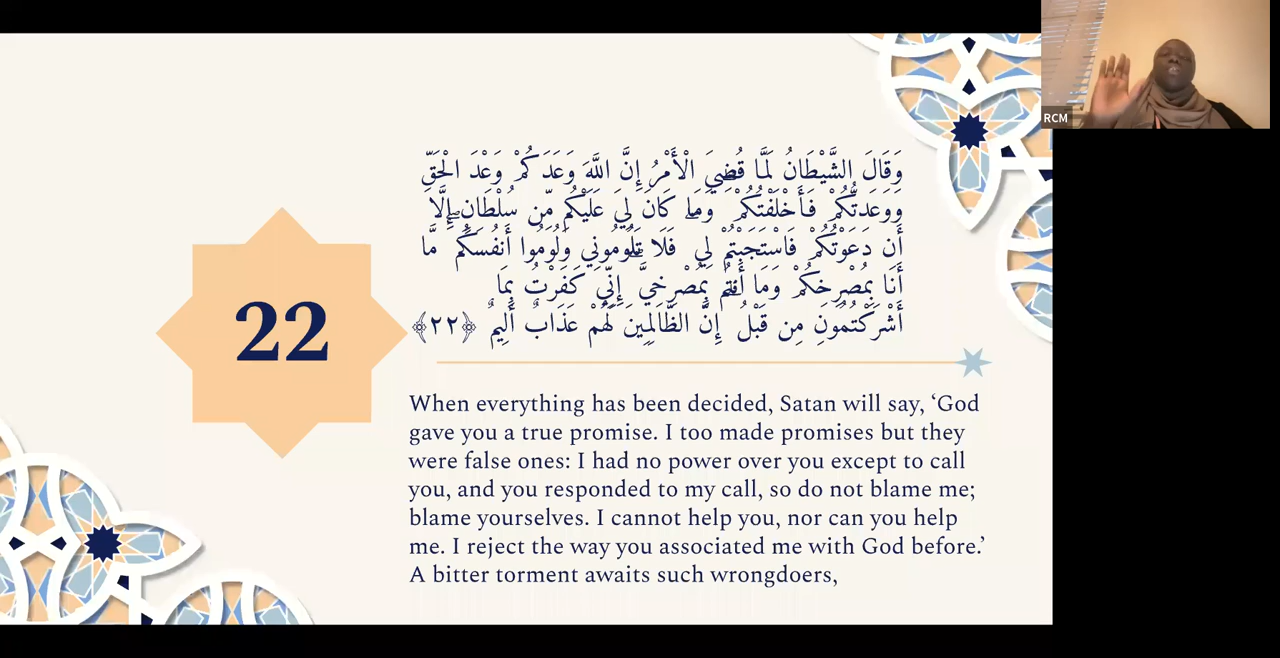 RCM
وَقَالَ الشَّيْطَانُ لَمَّا قُضِيَ الْأَمْرُ إِنَّ اللَّهَ وَعَدَكُمْ وَعْدَ الْحَقِّ
وَوَعَدتُّكُمْ فَأَخْلَفْتُكُمْ ۖ وَمَا كَانَ لِيَ عَلَيْكُم مِّن سُلْطَانٍ إِلَّا
أَن دَعَوْتُكُمْ فَاسْتَجَبْتُمْ لِي ۖ فَلَا تَلُومُونِي وَلُومُوا أَنفُسَكُم ۖ مَّا
أَنَا بِمُصْرِخِكُمْ وَمَا أَنتُم بِمُصْرِخِيَّ ۖ إِنِّي كَفَرْتُ بِمَا
أَشْرَكْتُمُونِ مِن قَبْلُ ۗ إِنَّ الظَّالِمِينَ لَهُمْ عَذَابٌ أَلِيمٌ ﴿٢٢﴾
22
When everything has been decided, Satan will say, ‘God
gave you a true promise. I too made promises but they
were false ones: I had no power over you except to call
you, and you responded to my call, so do not blame me;
blame yourselves. I cannot help you, nor can you help
me. I reject the way you associated me with God before.’
A bitter torment awaits such wrongdoers,